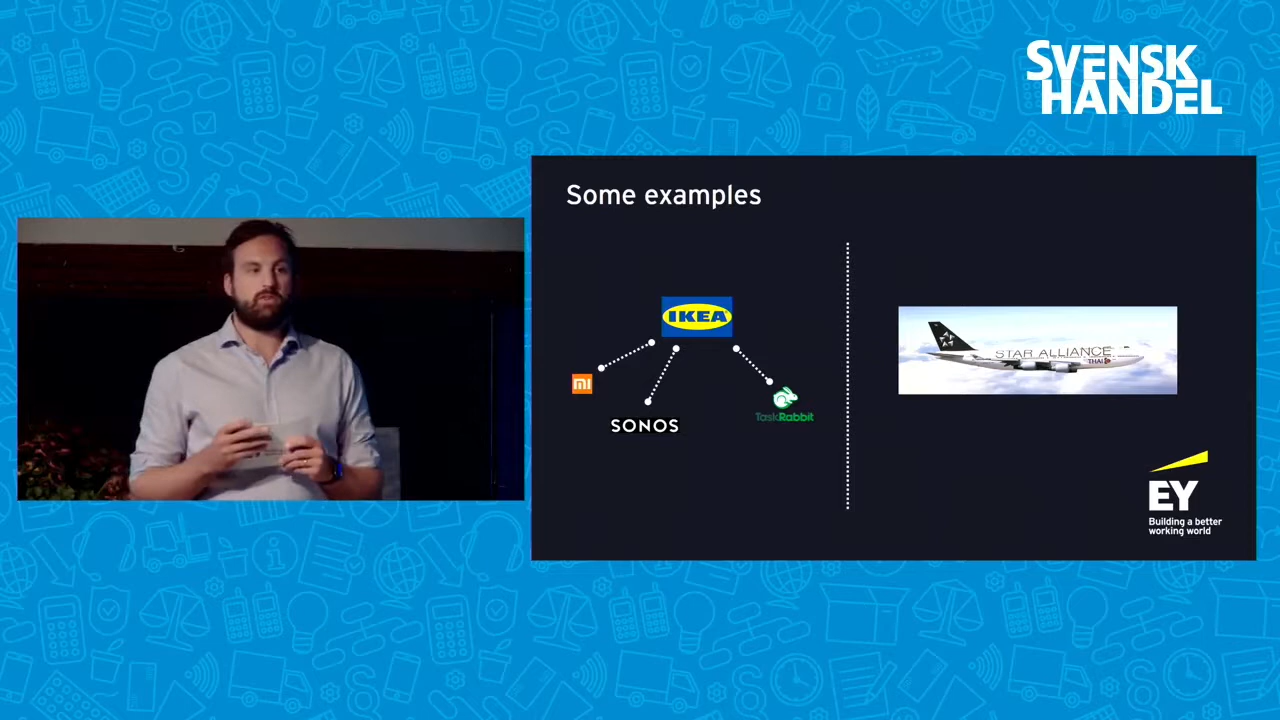 SVENSK
HANDEL
Some examples
IKEA
mi
SONOS
TaskRabbit
STAR ALLIANCE
THAI
EY
Building a better
working world